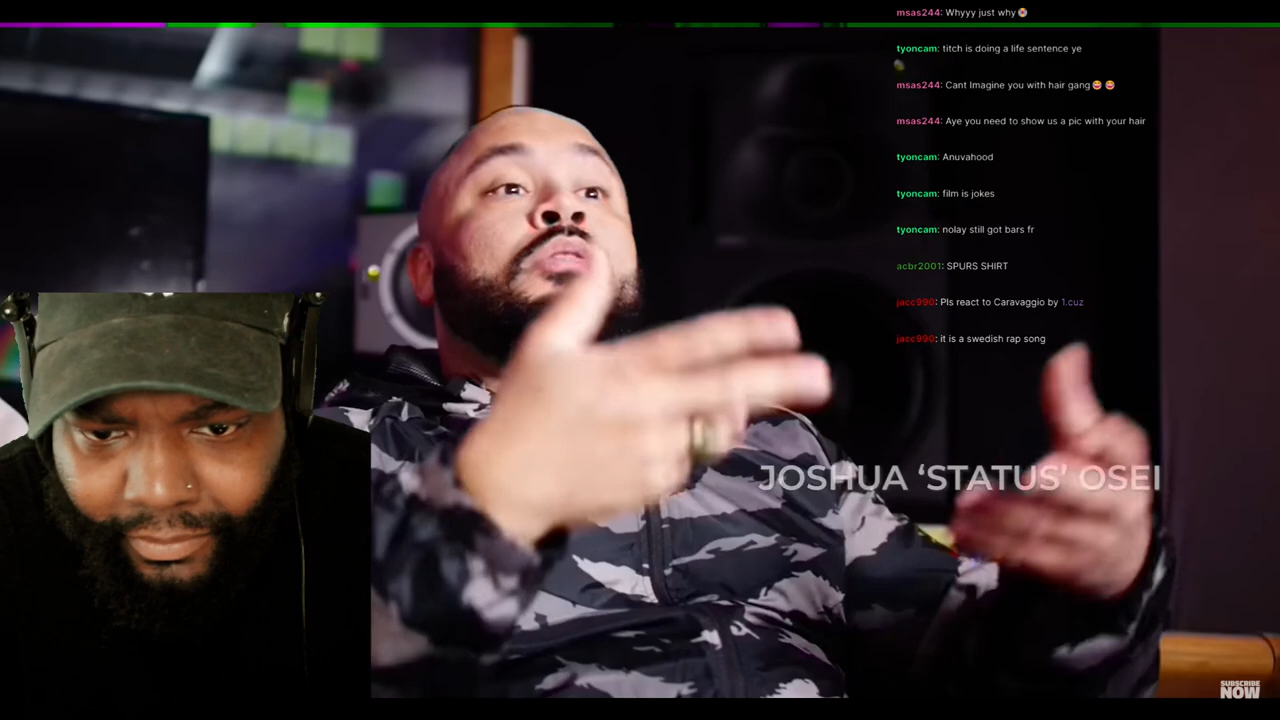 msas244: Whyyy just why
tyoncam: titch is doing a life sentence ye
msas244: Cant Imagine you with hair gang
msas244: Aye you need to show us a pic with your hair
tyoncam: Anuvahood
tyoncam: film is jokes
tyoncam: nolay still got bars fr
acbr2001: SPURS SHIRT
jacc990: Pls react to Caravaggio by 1.cuz
jacc990: it is a swedish rap song
JOSHUA ‘STATUS’ OSEI
SUBSCRIBE
NOW